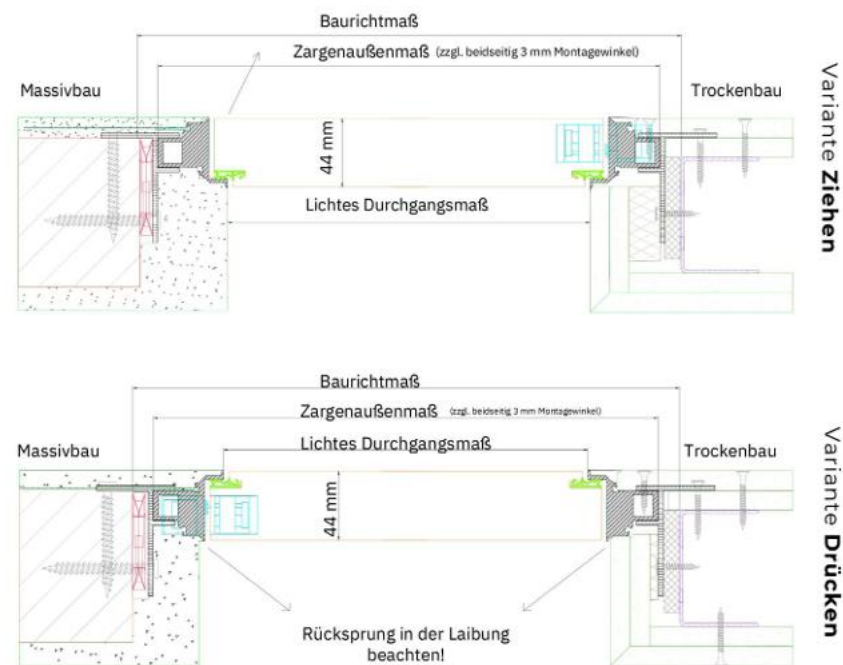 Baurichtmaß
Zargenaußenmaß (zzgl. beidseitig 3 mm Montagewinkel)
Massivbau
Trockenbau
44 mm
Lichtes Durchgangsmaß
Variante Ziehen
Baurichtmaß
Zargenaußenmaß (zzgl. beidseitig 3 mm Montagewinkel)
Massivbau
Lichtes Durchgangsmaß
Trockenbau
44 mm
Variante Drücken
Rücksprung in der Laibung
beachten!